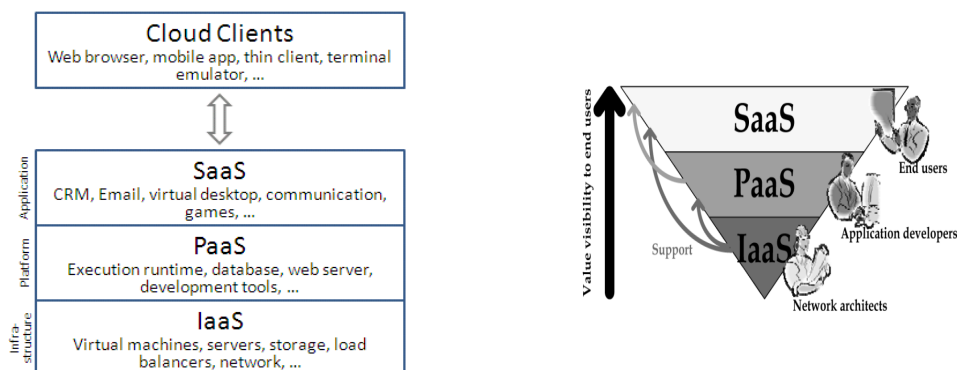 Cloud Clients
Web browser, mobile app, thin client, terminal
emulator, ...
Application
SaaS
CRM, Email, virtual desktop, communication,
games, ...
Platform
PaaS
Execution runtime, database, web server,
development tools, ...
Infra-
structure
IaaS
Virtual machines, servers, storage, load
balancers, network, ...
Value visibility to end users
SaaS
End users
PaaS
Application developers
Support
IaaS
Network architects